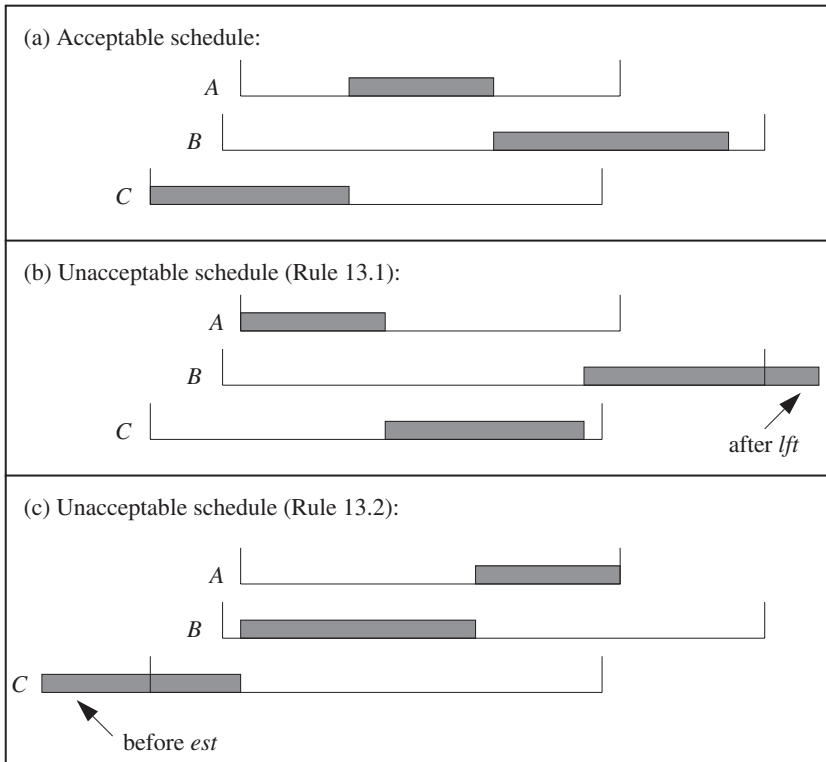 (a) Acceptable schedule:
A
B
C
(b) Unacceptable schedule (Rule 13.1):
A
B
C
after lft
(c) Unacceptable schedule (Rule 13.2):
A
B
C
before est